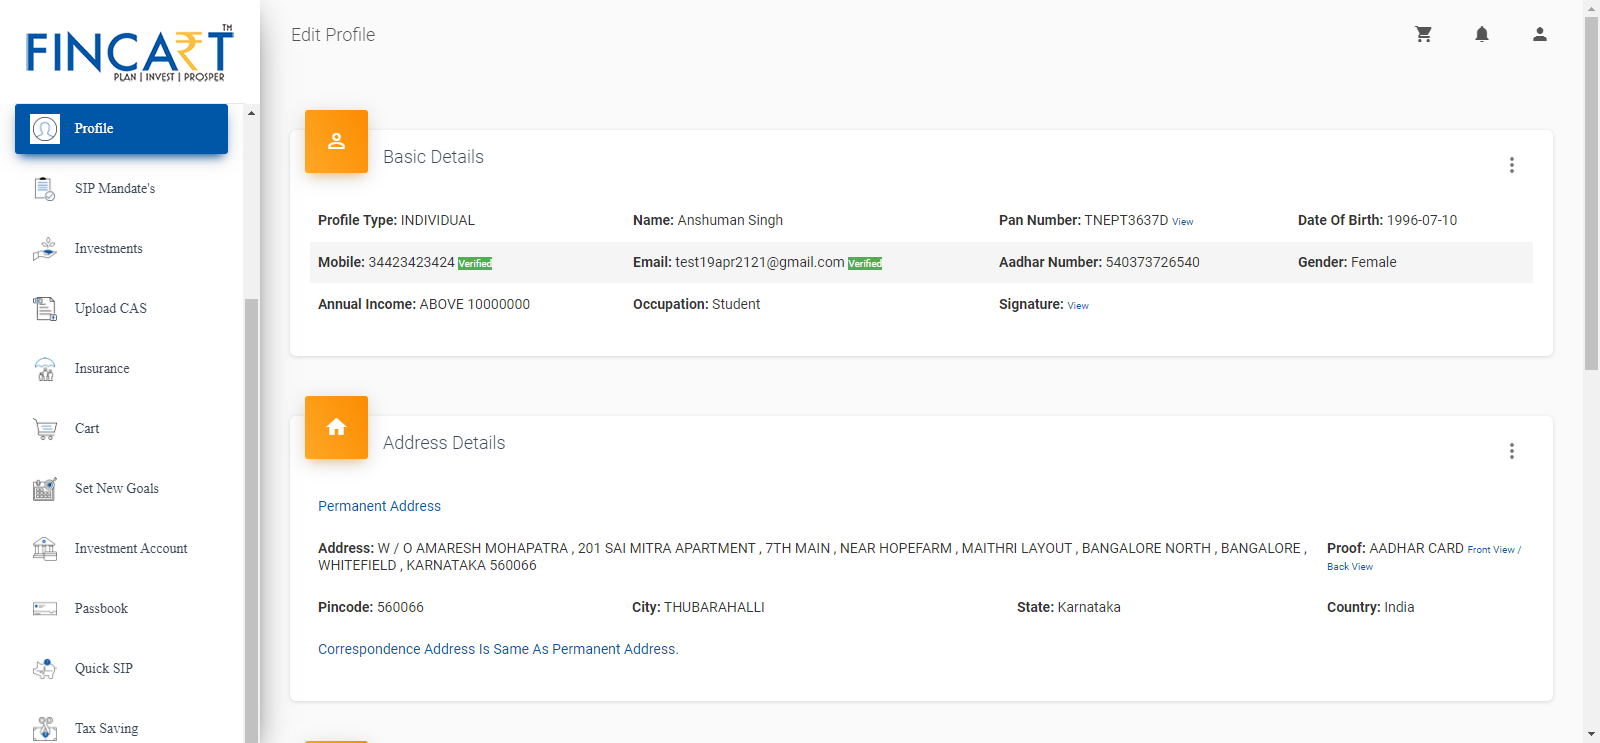 FINCART™
PLAN | INVEST | PROSPER
Profile
SIP Mandate's
Investments
Upload CAS
Insurance
Cart
Set New Goals
Investment Account
Passbook
Quick SIP
Tax Saving
Edit Profile
Basic Details
Profile Type: INDIVIDUAL Name: Anshuman Singh Pan Number: TNEPT3637D View Date Of Birth: 1996-07-10
Mobile: 34423423424 Verified Email: test19apr2121@gmail.com Verified Aadhar Number: 540373726540 Gender: Female
Annual Income: ABOVE 10000000 Occupation: Student Signature: View
Address Details
Permanent Address
Address: W / O AMARESH MOHAPATRA , 201 SAI MITRA APARTMENT , 7TH MAIN , NEAR HOPEFARM , MAITHRI LAYOUT , BANGALORE NORTH , BANGALORE ,
WHITEFIELD , KARNATAKA 560066
Proof: AADHAR CARD Front View /
Back View
Pincode: 560066 City: THUBARAHALLI State: Karnataka Country: India
Correspondence Address Is Same As Permanent Address.